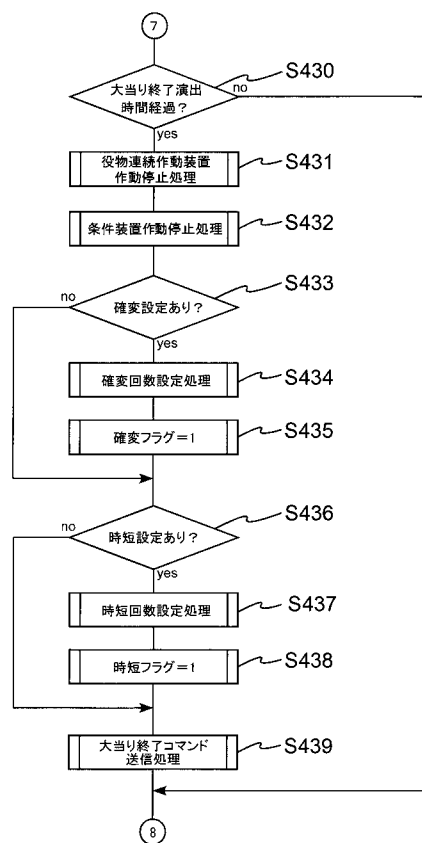 7
大当り終了演出
時間経過?
S430
no
yes
役物連続作動装置
作動停止処理
S431
条件装置作動停止処理
S432
確変設定あり?
S433
no
yes
確変回数設定処理
S434
確変フラグ=1
S435
時短設定あり?
S436
no
yes
時短回数設定処理
S437
時短フラグ=1
S438
大当り終了コマンド
送信処理
S439
8